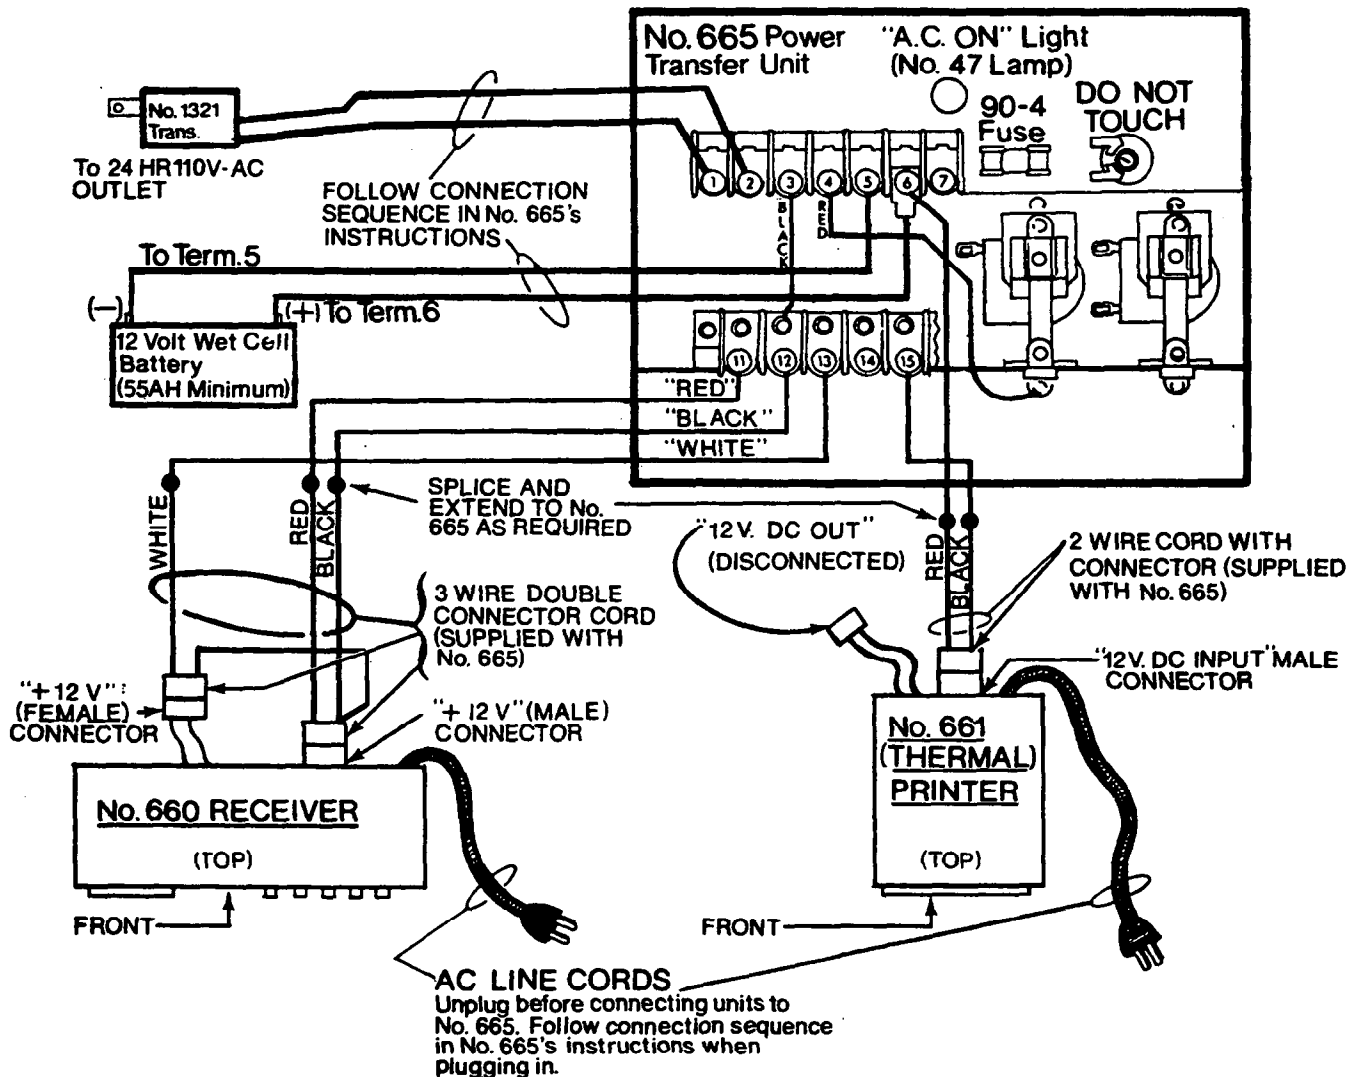 No. 665 Power
Transfer Unit
"A.C. ON" Light
(No. 47 Lamp)
90-4
Fuse
DO NOT
TOUCH
No. 1321
Trans.
To 24 HR 110V-AC
OUTLET
FOLLOW CONNECTION
SEQUENCE IN No. 665's
INSTRUCTIONS
1 2 3 4 5 6 7
BLACK
RED
To Term. 5
(-)
(+) To Term. 6
12 Volt Wet Cell
Battery
(55AH Minimum)
11 12 13 14 15
"RED"
"BLACK"
"WHITE"
WHITE
RED
BLACK
SPLICE AND
EXTEND TO No.
665 AS REQUIRED
"12V. DC OUT"
(DISCONNECTED)
RED
BLACK
2 WIRE CORD WITH
CONNECTOR (SUPPLIED
WITH No. 665)
3 WIRE DOUBLE
CONNECTOR CORD
(SUPPLIED WITH
No. 665)
"+12 V"
(FEMALE)
CONNECTOR
"+12 V" (MALE)
CONNECTOR
"12V. DC INPUT" MALE
CONNECTOR
No. 660 RECEIVER
(TOP)
FRONT
No. 661
(THERMAL)
PRINTER
(TOP)
FRONT
AC LINE CORDS
Unplug before connecting units to
No. 665. Follow connection sequence
in No. 665's instructions when
plugging in.